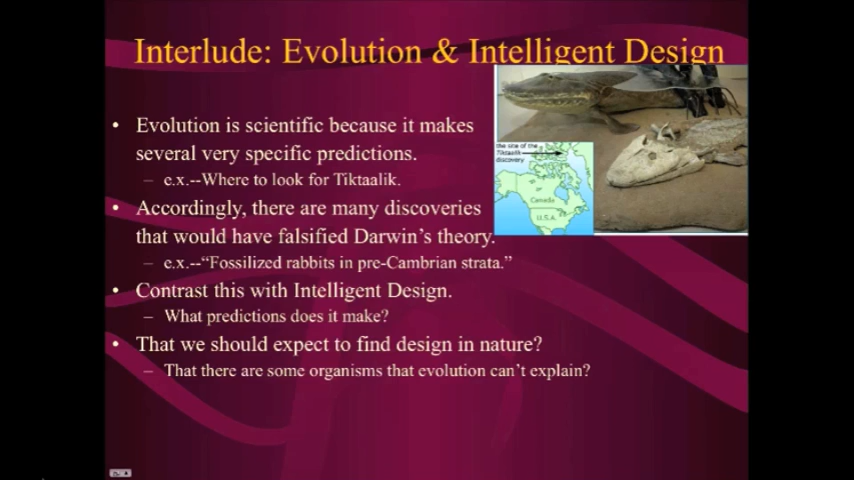 Interlude: Evolution & Intelligent Design
• Evolution is scientific because it makes
several very specific predictions.
– e.x.--Where to look for Tiktaalik.
• Accordingly, there are many discoveries
that would have falsified Darwin's theory.
– e.x.--“Fossilized rabbits in pre-Cambrian strata.”
• Contrast this with Intelligent Design.
– What predictions does it make?
• That we should expect to find design in nature?
– That there are some organisms that evolution can't explain?
the site of the
Tiktaalik
discovery
Canada
U.S.A.